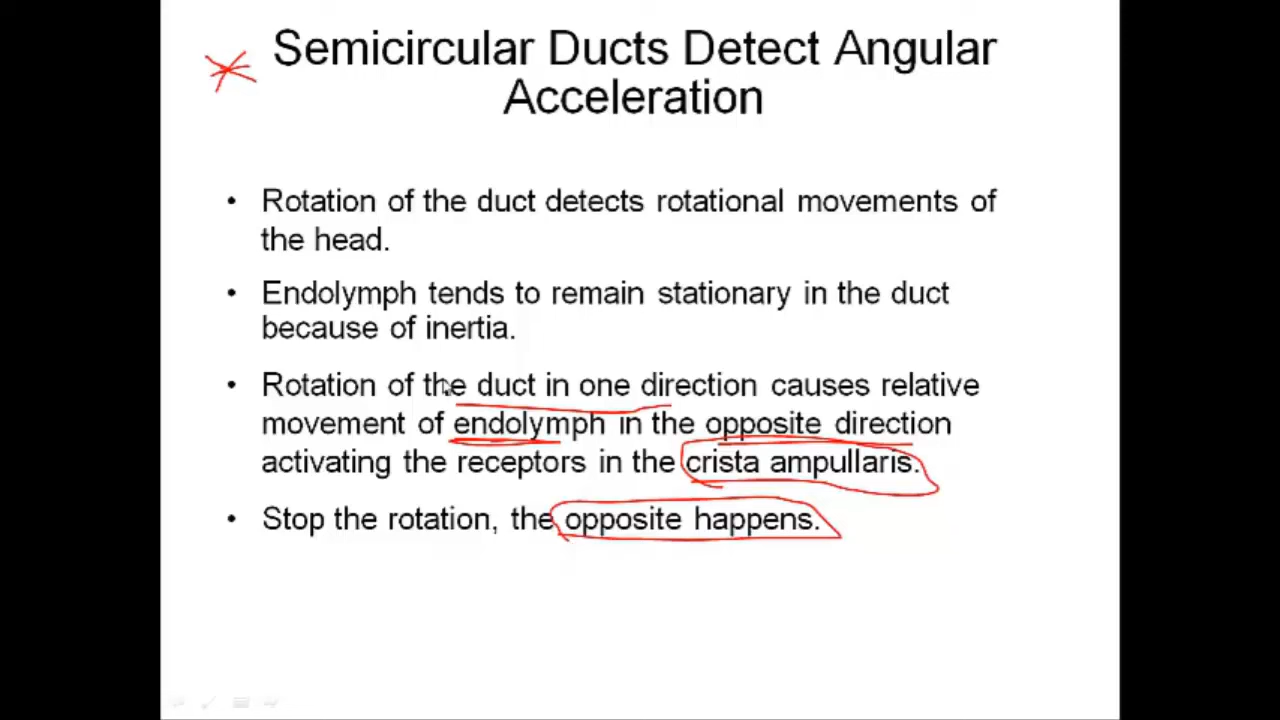 Semicircular Ducts Detect Angular
Acceleration
• Rotation of the duct detects rotational movements of
the head.
• Endolymph tends to remain stationary in the duct
because of inertia.
• Rotation of the duct in one direction causes relative
movement of endolymph in the opposite direction
activating the receptors in the crista ampullaris.
• Stop the rotation, the opposite happens.